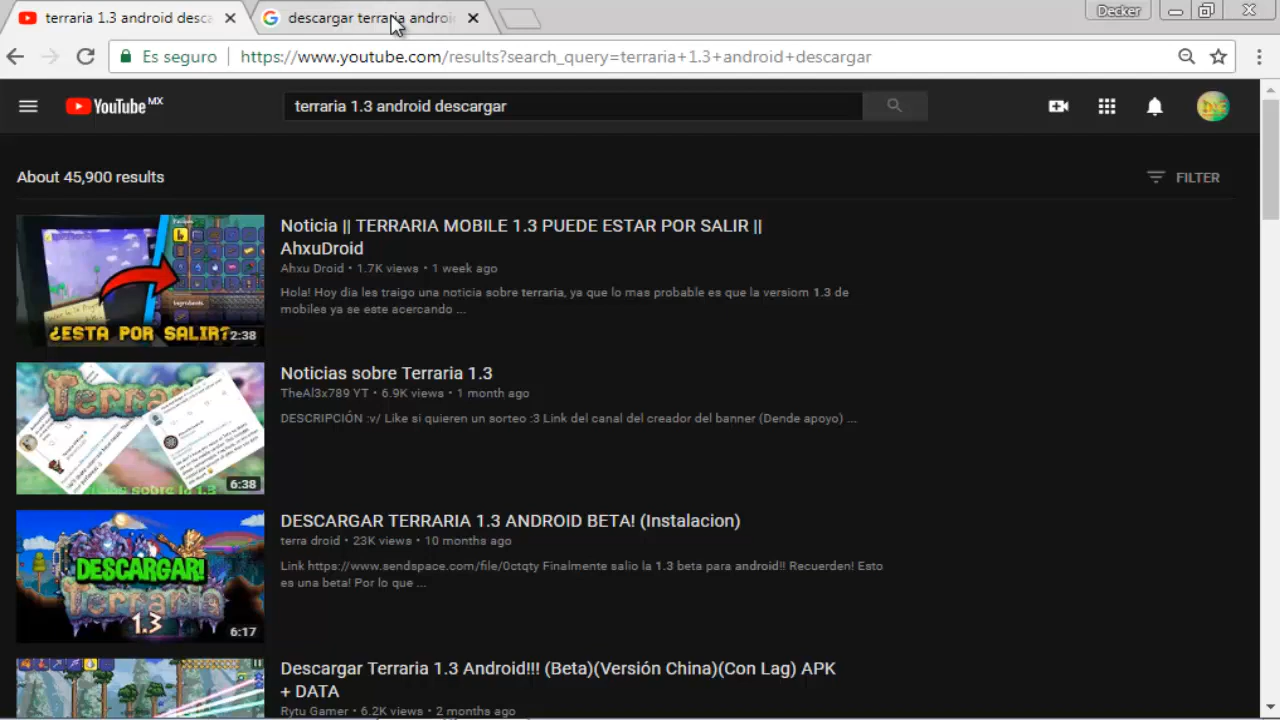 terraria 1.3 android desca
descargar terraria androi
Decker
Es seguro
https://www.youtube.com/results?search_query=terraria+1.3+android+descargar
YouTube MX
terraria 1.3 android descargar
About 45,900 results
FILTER
¿ESTA POR SALIR?
2:38
Noticia || TERRARIA MOBILE 1.3 PUEDE ESTAR POR SALIR ||
AhxuDroid
Ahxu Droid • 1.7K views • 1 week ago
Hola! Hoy dia les traigo una noticia sobre terraria, ya que lo mas probable es que la versiom 1.3 de
mobiles ya se este acercando ...
Terraria
6:38
Noticias sobre Terraria 1.3
TheAl3x789 YT • 6.9K views • 1 month ago
DESCRIPCIÓN :v/ Like si quieren un sorteo :3 Link del canal del creador del banner (Dende apoyo) ...
DESCARGAR!
Terraria
1.3
6:17
DESCARGAR TERRARIA 1.3 ANDROID BETA! (Instalacion)
terra droid • 23K views • 10 months ago
Link https://www.sendspace.com/file/0ctqty Finalmente salio la 1.3 beta para android!! Recuerden! Esto
es una beta! Por lo que ...
Descargar Terraria 1.3 Android!!! (Beta)(Versión China)(Con Lag) APK
+ DATA
Rytu Gamer • 6.2K views • 2 months ago